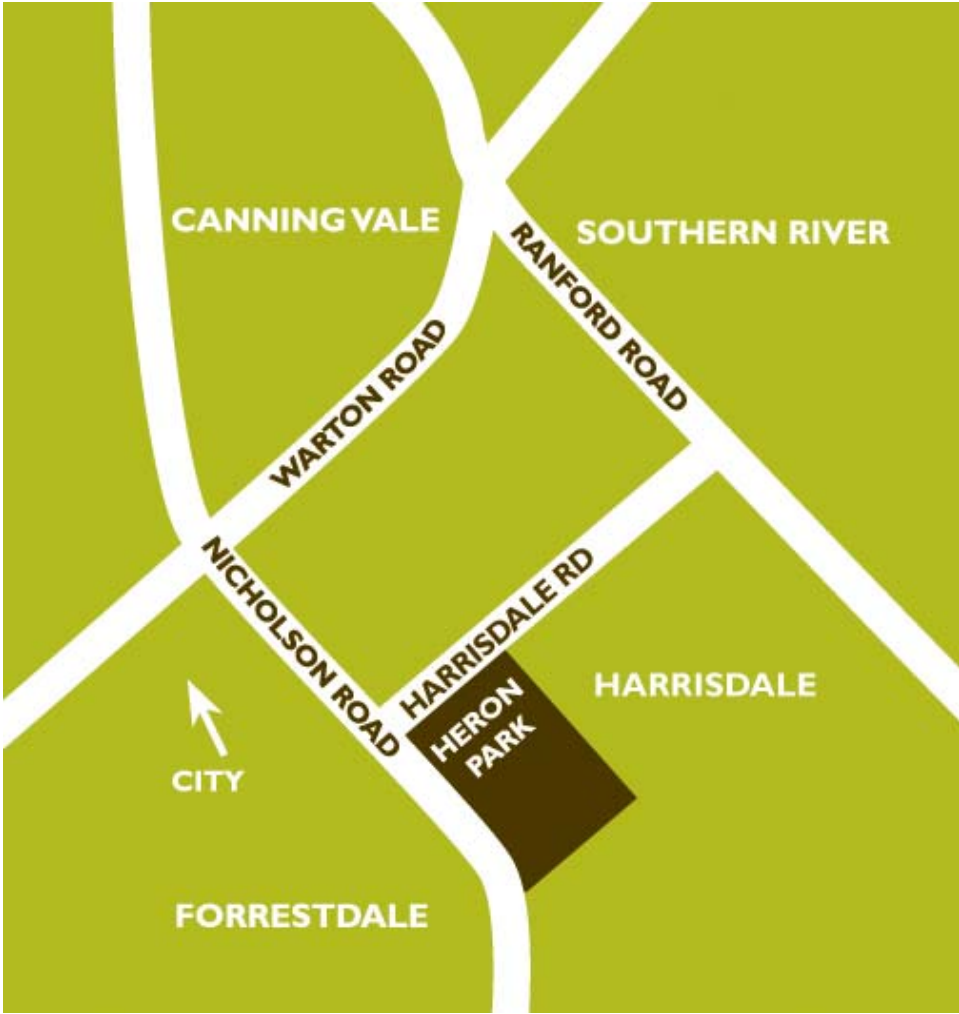 CANNING VALE
SOUTHERN RIVER
RANFORD ROAD
WARTON ROAD
NICHOLSON ROAD
HARRISDALE RD
HARRISDALE
HERON
PARK
CITY
FORRESTDALE